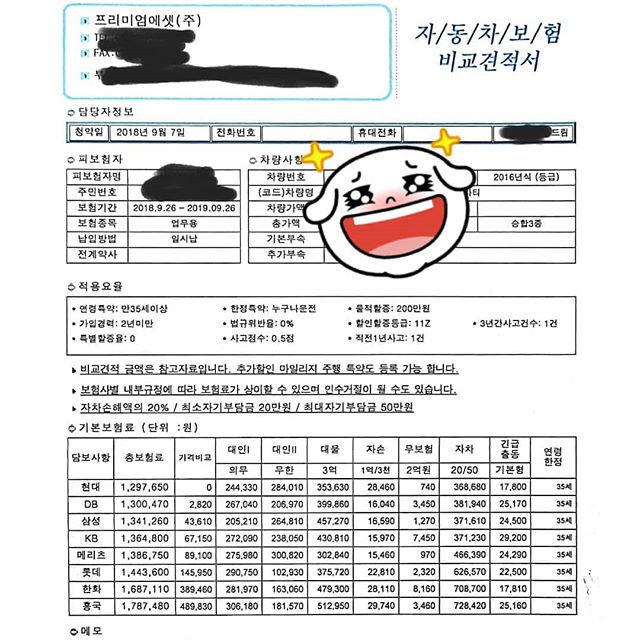 프리미엄에셋(주)
TEL
FAX:
자/동/차/보/험
비교견적서
담당자정보
청약일 2018년 9월 7일 전화번호 휴대전화 드림
피보험자 차량사항
피보험자명 차량번호 2016년식 (등급)
주민번호 (코드)차량명 티
보험기간 2018.9.26 - 2019.09.26 차량가액
보험종목 업무용 총가액 승합3종
납입방법 임시납 기본부속
전계약사 추가부속
적용요율
* 연령특약: 만35세이상 * 한정특약: 누구나운전 * 물적할증: 200만원
* 가입경력: 2년미만 * 법규위반율: 0% * 할인할증등급: 11Z * 3년간사고건수: 1건
* 특별할증율: 0 * 사고점수: 0.5점 * 직전1년사고: 1건
비교견적 금액은 참고자료입니다. 추가할인 마일리지 주행 특약도 등록 가능 합니다.
보험사별 내부규정에 따라 보험료가 상이할 수 있으며 인수거절이 될 수도 있습니다.
자차손해액의 20% / 최소자기부담금 20만원 / 최대자기부담금 50만원
기본보험료 (단위 :원)
담보사항 총보험료 가격비교 대인I 대인II 대물 자손 무보험 자차 긴급출동 연령한정
의무 무한 3억 1억/3천 2억원 20/50 기본형
현대 1,297,650 0 244,330 284,010 353,630 28,460 740 368,680 17,800 35세
DB 1,300,470 2,820 267,040 206,970 399,860 16,040 3,450 381,940 25,170 35세
삼성 1,341,260 43,610 205,210 264,810 457,270 16,590 1,270 371,610 24,500 35세
KB 1,364,800 67,150 272,090 238,050 430,810 15,970 7,450 371,230 29,200 35세
메리츠 1,386,750 89,100 275,980 300,820 302,840 15,460 970 466,390 24,290 35세
롯데 1,443,600 145,950 290,750 102,930 375,720 22,810 2,320 626,570 22,500 35세
한화 1,687,110 389,460 281,970 163,060 479,300 28,110 8,160 708,700 17,810 35세
흥국 1,787,480 489,830 306,180 181,570 512,950 29,740 3,460 728,420 25,160 35세
메모